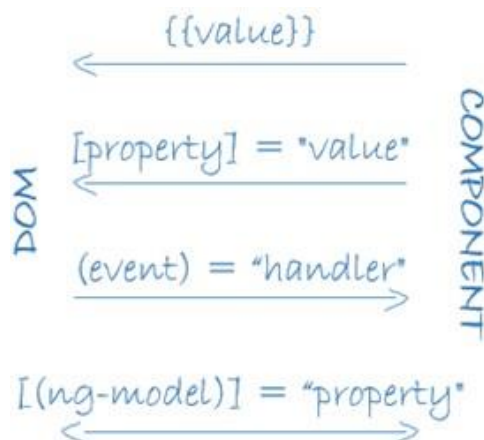 {{value}}
[property] = "value"
DOM
COMPONENT
(event) = "handler"
[(ng-model)] = "property"